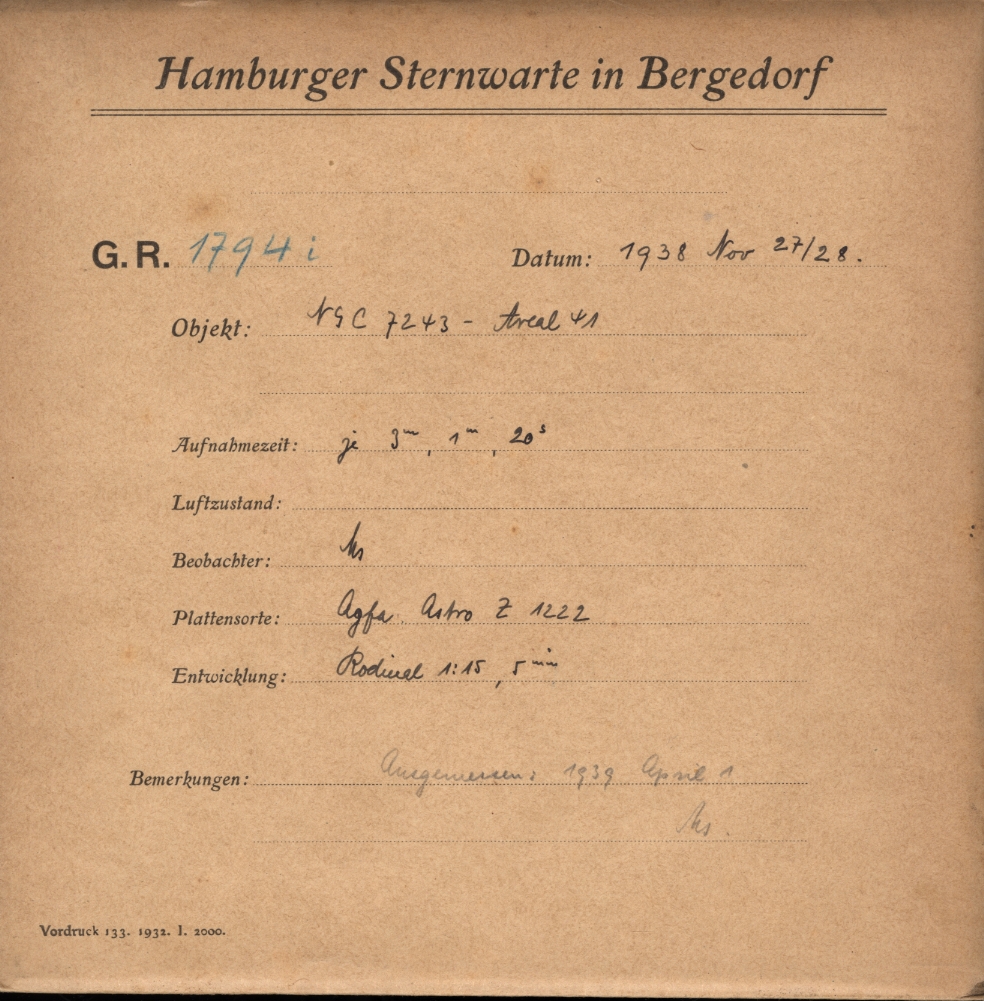 Hamburger Sternwarte in Bergedorf
G. R. 1794 i Datum: 1938 Nov 27/28.
Objekt: NGC 7243 - Areal 41
Aufnahmezeit: je 3m, 1m, 20s
Luftzustand:
Beobachter:
Plattensorte: Agfa Astro Z 1222
Entwicklung: Rodinal 1:15, 5 min
Bemerkungen: Ausgemessen: 1939 April 1
Vordruck 133. 1932. I. 2000.